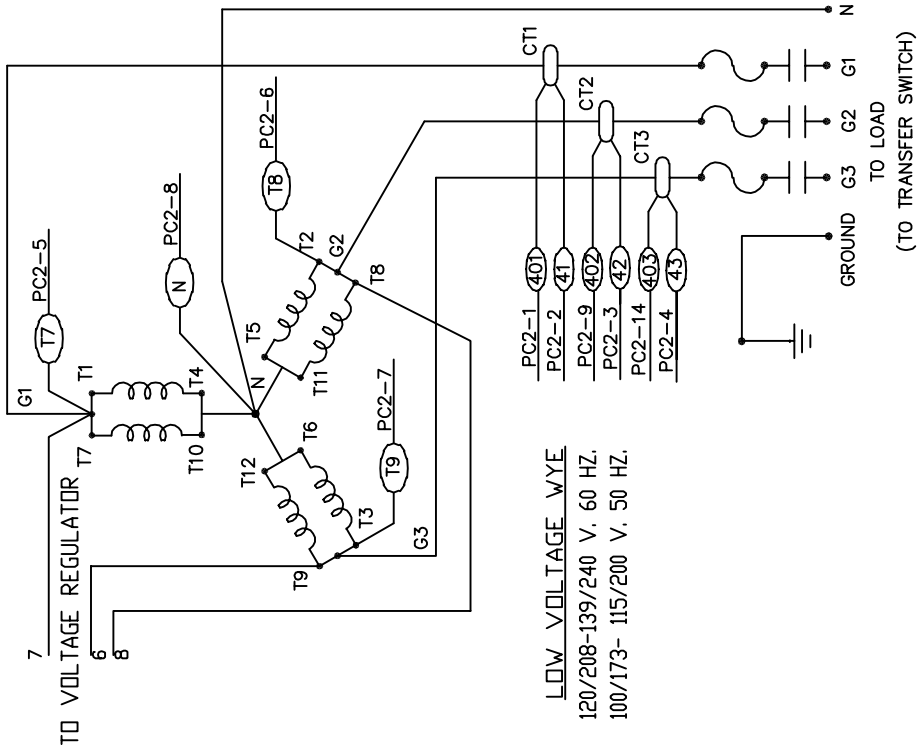 N
G1
G2
G3
GROUND
TO LOAD
(TO TRANSFER SWITCH)
CT1
CT2
CT3
PC2-1
401
PC2-2
41
PC2-9
402
PC2-3
42
PC2-14
403
PC2-4
43
PC2-6
T8
PC2-8
N
PC2-5
T7
PC2-7
T9
G1
T7
T1
T10
T4
N
T2
G2
T8
T5
T11
T12
T6
T9
T3
G3
7
TO VOLTAGE REGULATOR
6
8
LOW VOLTAGE WYE
120/208-139/240 V. 60 HZ.
100/173- 115/200 V. 50 HZ.